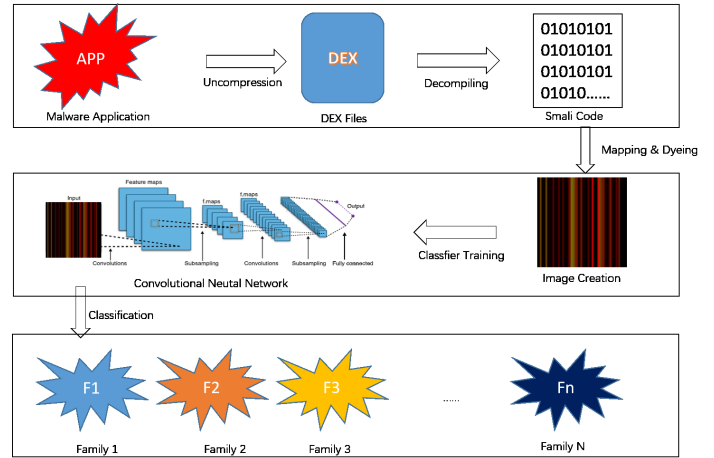 APP
DEX
01010101
01010101
01010101
01010......
Uncompression
Decompiling
Malware Application
DEX Files
Smali Code
Mapping & Dyeing
Feature maps
Input
f.maps
f.maps
Output
Convolutions
Subsampling
Convolutions
Subsampling
Fully connected
Convolutional Neutal Network
Classfier Training
Image Creation
Classification
F1
F2
F3
......
Fn
Family 1
Family 2
Family 3
Family N